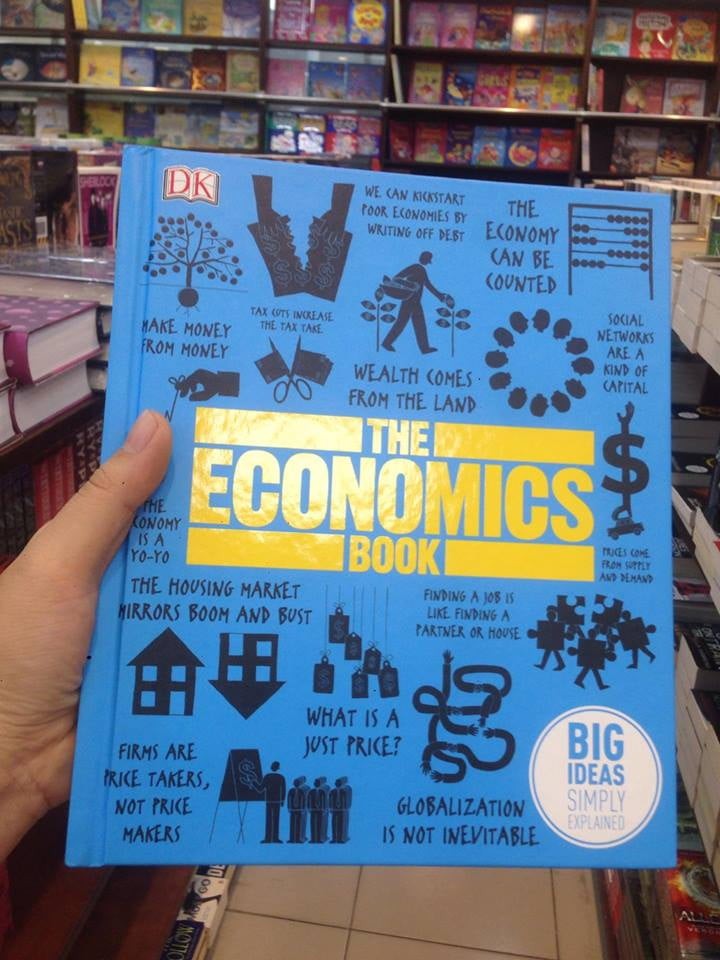 DK
WE CAN KICKSTART
POOR ECONOMIES BY
WRITING OFF DEBT
THE
ECONOMY
CAN BE
COUNTED
TAX CUTS INCREASE
THE TAX TAKE
MAKE MONEY
FROM MONEY
SOCIAL
NETWORKS
ARE A
KIND OF
CAPITAL
WEALTH COMES
FROM THE LAND
THE
ECONOMICS
BOOK
THE
CONOMY
IS A
YO-YO
PRICES COME
FROM SUPPLY
AND DEMAND
THE HOUSING MARKET
MIRRORS BOOM AND BUST
FINDING A JOB IS
LIKE FINDING A
PARTNER OR HOUSE
WHAT IS A
JUST PRICE?
FIRMS ARE
PRICE TAKERS,
NOT PRICE
MAKERS
GLOBALIZATION
IS NOT INEVITABLE
BIG
IDEAS
SIMPLY
EXPLAINED
SHERLOCK